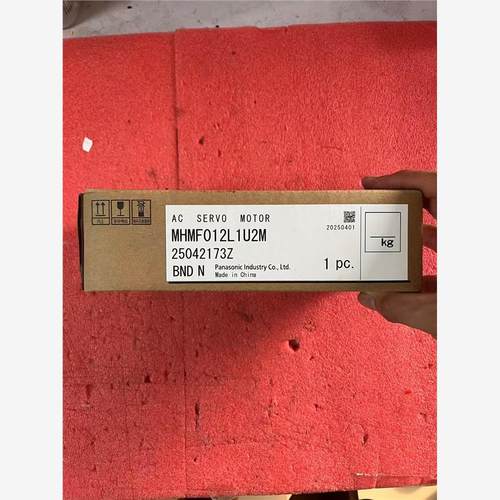 AC SERVO MOTOR
MHMF012L1U2M
20250401
25042173Z
BND N Panasonic Industry Co., Ltd.
Made in China
1 pc.
kg